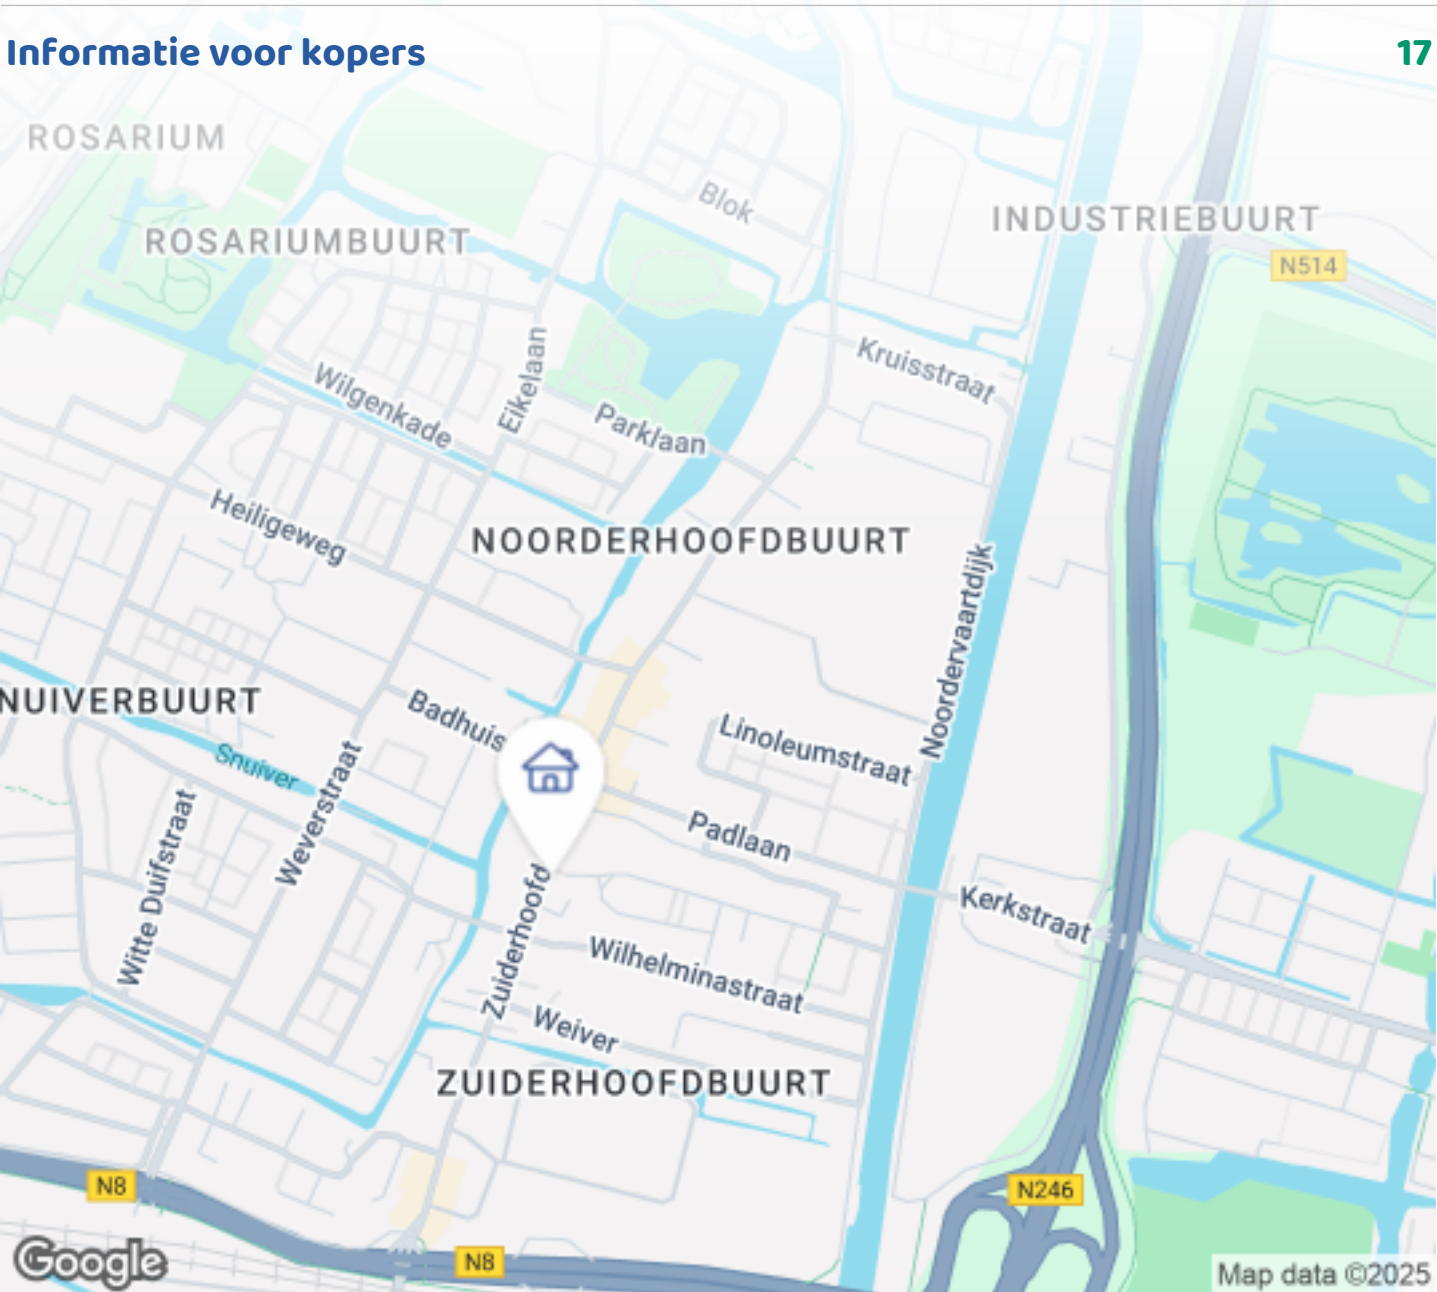 Informatie voor kopers
17
ROSARIUM
Blok
INDUSTRIEBUURT
ROSARIUMBUURT
N514
Kruisstraat
Eikelaan
Wilgenkade
Parklaan
Heiligeweg
NOORDERHOOFDBUURT
Noordervaartdijk
NUIVERBUURT
Badhuis
Linoleumstraat
Snuiver
Weverstraat
Padlaan
Witte Duifstraat
Zuiderhoofd
Kerkstraat
Wilhelminastraat
Weiver
ZUIDERHOOFDBUURT
N8
N246
N8
Google
Map data ©2025